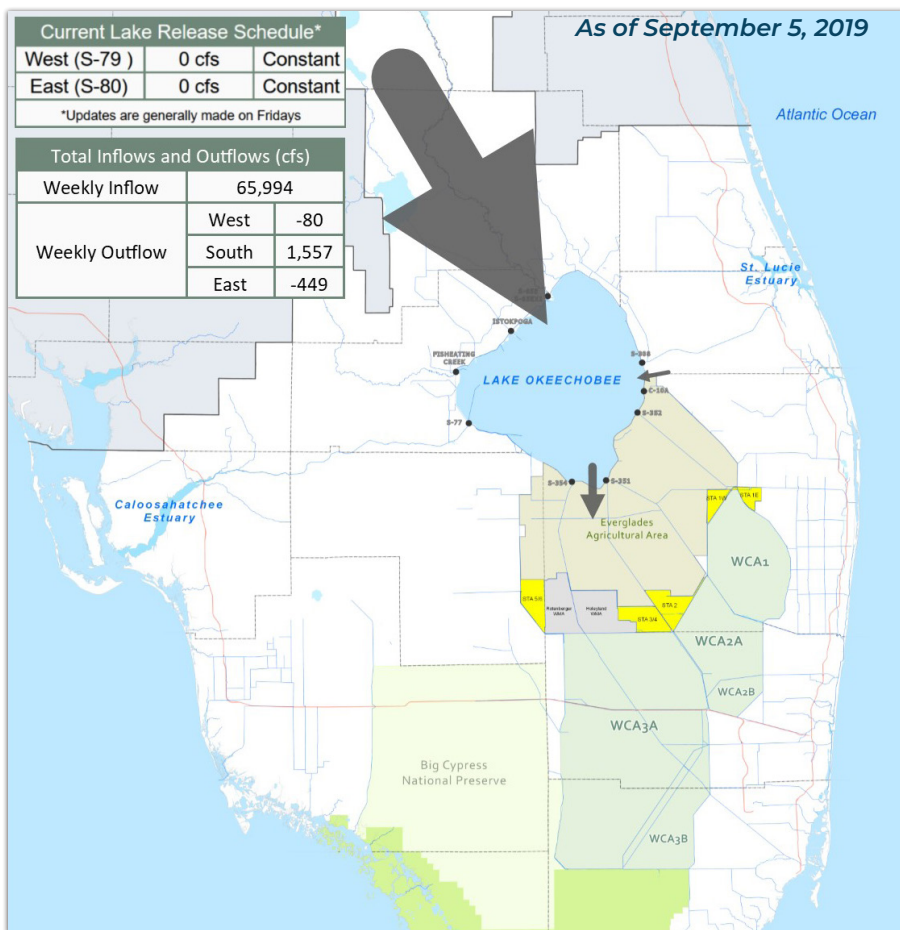 As of September 5, 2019
Current Lake Release Schedule*
West (S-79 ) 0 cfs Constant
East (S-80) 0 cfs Constant
*Updates are generally made on Fridays
Total Inflows and Outflows (cfs)
Weekly Inflow 65,994
Weekly Outflow
West -80
South 1,557
East -449
Atlantic Ocean
St. Lucie
Estuary
ISTOKPOGA
FISHEATING
CREEK
LAKE OKEECHOBEE
S-308
C-10A
S-352
S-77
S-354
S-351
Caloosahatchee
Estuary
Everglades
Agricultural Area
STA 1W
STA 1E
WCA1
STA 5/6
Rotenberger
WMA
Holeyland
WMA
STA 2
STA 3/4
WCA2A
WCA2B
WCA3A
Big Cypress
National Preserve
WCA3B